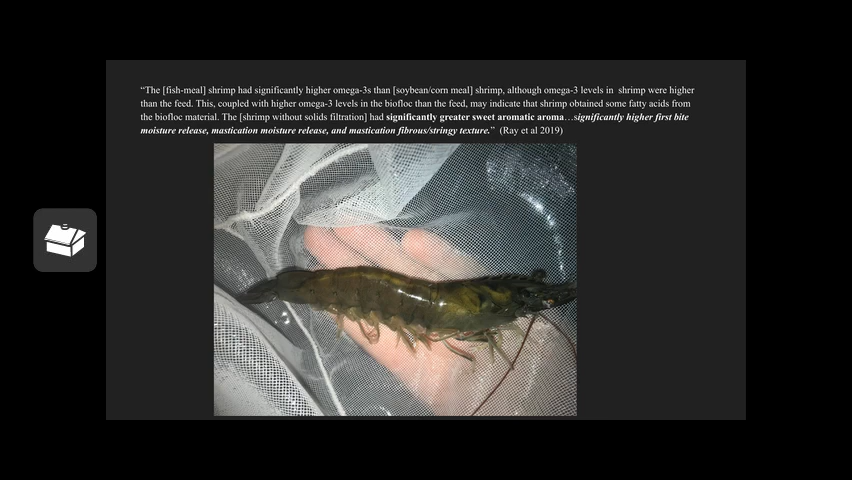 “The [fish-meal] shrimp had significantly higher omega-3s than [soybean/corn meal] shrimp, although omega-3 levels in  shrimp were higher
than the feed. This, coupled with higher omega-3 levels in the biofloc than the feed, may indicate that shrimp obtained some fatty acids from
the biofloc material. The [shrimp without solids filtration] had significantly greater sweet aromatic aroma…significantly higher first bite
moisture release, mastication moisture release, and mastication fibrous/stringy texture.”  (Ray et al 2019)